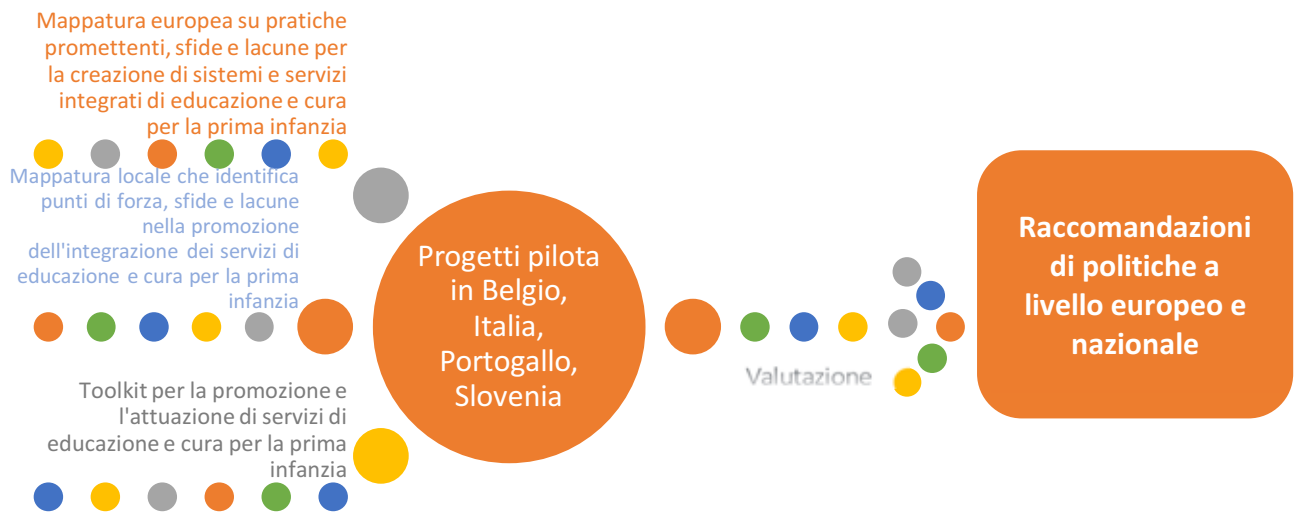 Mappatura europea su pratiche
promettenti, sfide e lacune per
la creazione di sistemi e servizi
integrati di educazione e cura
per la prima infanzia
Mappatura locale che identifica
punti di forza, sfide e lacune
nella promozione
dell'integrazione dei servizi di
educazione e cura per la prima
infanzia
Toolkit per la promozione e
l'attuazione di servizi di
educazione e cura per la prima
infanzia
Progetti pilota
in Belgio,
Italia,
Portogallo,
Slovenia
Valutazione
Raccomandazioni
di politiche a
livello europeo e
nazionale